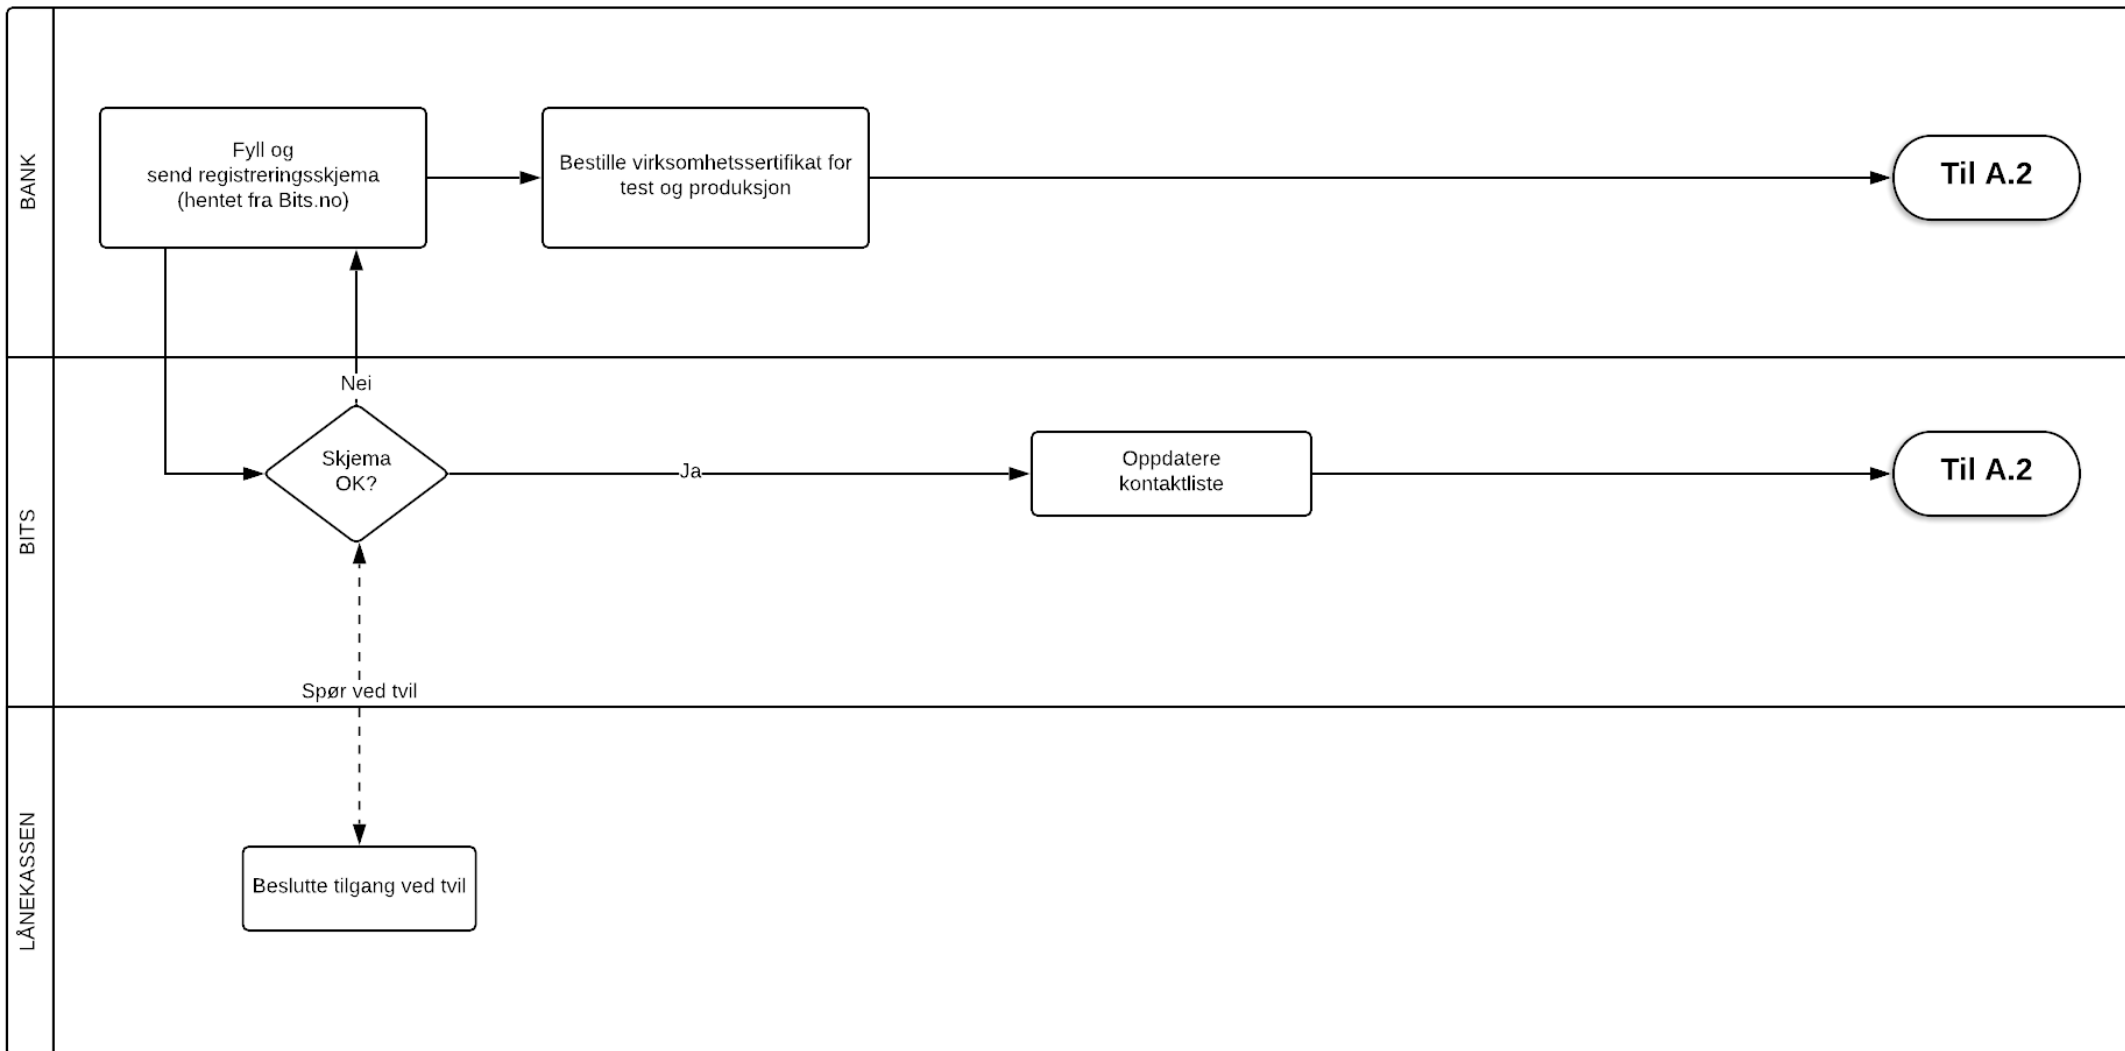 BANK
Fyll og
send registreringsskjema
(hentet fra Bits.no)
Bestille virksomhetssertifikat for
test og produksjon
Til A.2
BITS
Nei
Skjema
OK?
Ja
Oppdatere
kontaktliste
Til A.2
Spør ved tvil
LÅNEKASSEN
Beslutte tilgang ved tvil